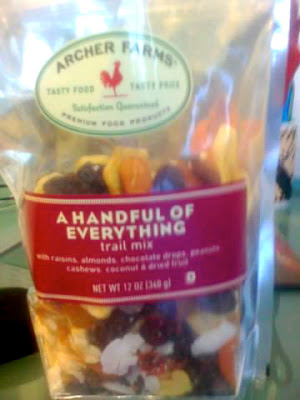 ARCHER FARMS®
TASTY FOOD TASTY PRICE
Satisfaction Guaranteed
PREMIUM FOOD PRODUCTS
A HANDFUL OF
EVERYTHING
trail mix
with raisins, almonds, chocolate drops, peanuts
cashews, coconut & dried fruit
NET WT 12 OZ (340 g)